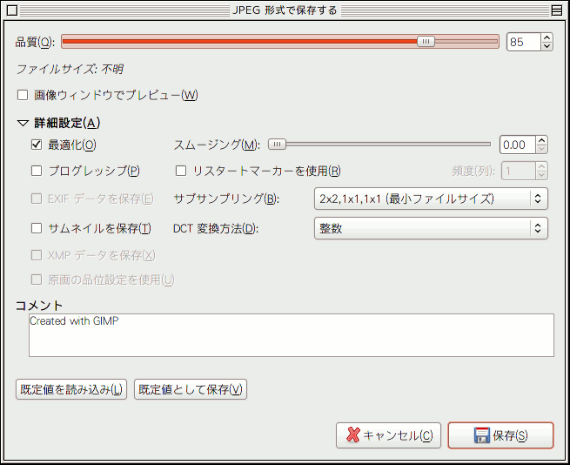 JPEG 形式で保存する
品質(Q): 85
ファイルサイズ: 不明
画像ウィンドウでプレビュー(W)
詳細設定(A)
最適化(O) スムージング(M): 0.00
プログレッシブ(P) リスタートマーカーを使用(R) 頻度(列): 1
EXIF データを保存(E) サブサンプリング(B): 2x2,1x1,1x1 (最小ファイルサイズ)
サムネイルを保存(T) DCT 変換方法(D): 整数
XMP データを保存(X)
原画の品位設定を使用(U)
コメント
Created with GIMP
既定値を読み込み(L) 既定値として保存(V)
キャンセル(C) 保存(S)